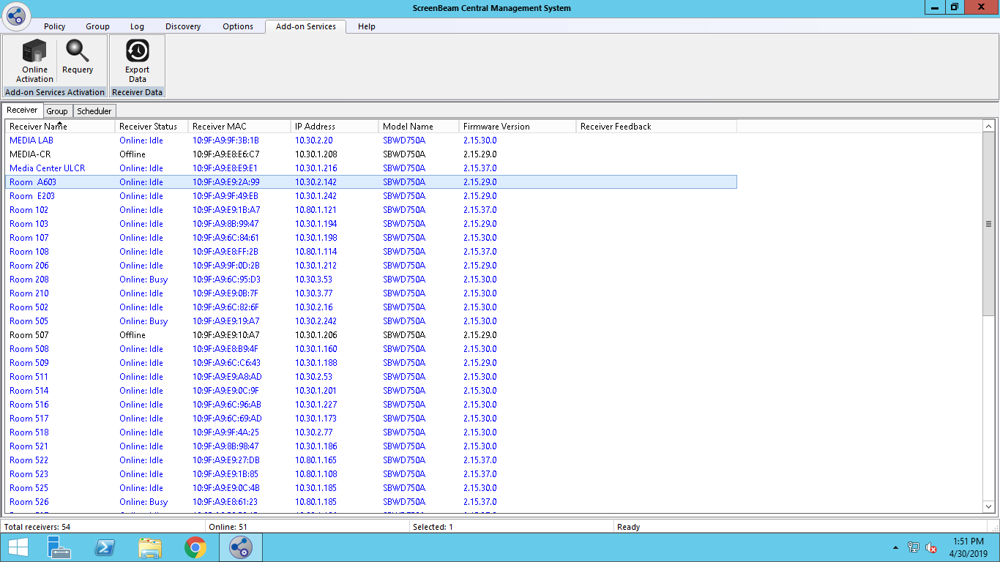 ScreenBeam Central Management System
Policy Group Log Discovery Options Add-on Services Help
Online Activation Requery Export Data
Add-on Services Activation Receiver Data
Receiver Group Scheduler
Receiver Name Receiver Status Receiver MAC IP Address Model Name Firmware Version Receiver Feedback
MEDIA LAB Online: Idle 10:9F:A9:9F:3B:1B 10.30.2.20 SBWD750A 2.15.30.0
MEDIA-CR Offline 10:9F:A9:E8:E6:C7 10.30.1.208 SBWD750A 2.15.29.0
Media Center ULCR Online: Idle 10:9F:A9:E8:E9:E1 10.30.1.216 SBWD750A 2.15.37.0
Room A603 Online: Idle 10:9F:A9:E9:2A:99 10.30.2.142 SBWD750A 2.15.29.0
Room E203 Online: Idle 10:9F:A9:9F:49:EB 10.30.1.242 SBWD750A 2.15.29.0
Room 102 Online: Idle 10:9F:A9:E9:1B:A7 10.80.1.121 SBWD750A 2.15.37.0
Room 103 Online: Idle 10:9F:A9:8B:99:47 10.30.1.194 SBWD750A 2.15.29.0
Room 107 Online: Idle 10:9F:A9:6C:84:61 10.30.1.198 SBWD750A 2.15.30.0
Room 108 Online: Idle 10:9F:A9:E8:FF:2B 10.80.1.114 SBWD750A 2.15.37.0
Room 206 Online: Idle 10:9F:A9:9F:0D:2B 10.30.1.212 SBWD750A 2.15.29.0
Room 208 Online: Busy 10:9F:A9:6C:95:D3 10.30.3.53 SBWD750A 2.15.30.0
Room 210 Online: Idle 10:9F:A9:E9:0B:7F 10.30.3.77 SBWD750A 2.15.30.0
Room 502 Online: Idle 10:9F:A9:6C:82:6F 10.30.2.16 SBWD750A 2.15.30.0
Room 505 Online: Busy 10:9F:A9:E9:19:A7 10.30.2.242 SBWD750A 2.15.30.0
Room 507 Offline 10:9F:A9:E9:10:A7 10.30.1.206 SBWD750A 2.15.29.0
Room 508 Online: Idle 10:9F:A9:E8:B9:4F 10.30.1.160 SBWD750A 2.15.30.0
Room 509 Online: Idle 10:9F:A9:6C:C6:43 10.30.1.188 SBWD750A 2.15.29.0
Room 511 Online: Idle 10:9F:A9:E9:A8:AD 10.30.2.53 SBWD750A 2.15.30.0
Room 514 Online: Idle 10:9F:A9:E9:0C:9F 10.30.1.201 SBWD750A 2.15.30.0
Room 516 Online: Idle 10:9F:A9:6C:96:AB 10.30.1.227 SBWD750A 2.15.30.0
Room 517 Online: Idle 10:9F:A9:6C:69:AD 10.30.1.173 SBWD750A 2.15.30.0
Room 518 Online: Idle 10:9F:A9:9F:4A:25 10.30.2.77 SBWD750A 2.15.30.0
Room 521 Online: Idle 10:9F:A9:8B:98:47 10.30.1.186 SBWD750A 2.15.30.0
Room 522 Online: Idle 10:9F:A9:E9:27:DB 10.80.1.165 SBWD750A 2.15.37.0
Room 523 Online: Idle 10:9F:A9:E9:1B:85 10.80.1.108 SBWD750A 2.15.37.0
Room 525 Online: Idle 10:9F:A9:E9:0C:4B 10.30.1.185 SBWD750A 2.15.30.0
Room 526 Online: Busy 10:9F:A9:E8:61:23 10.80.1.185 SBWD750A 2.15.37.0
Total receivers: 54 Online: 51 Selected: 1 Ready
1:51 PM
4/30/2019